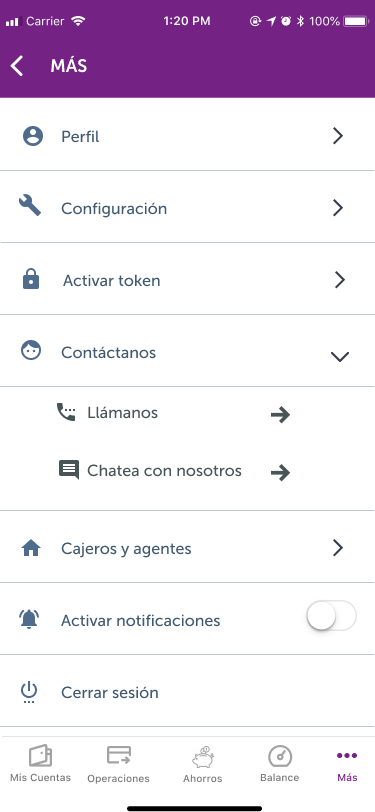 Carrier 1:20 PM 100%
MÁS
Perfil
Configuración
Activar token
Contáctanos
Llámanos
Chatea con nosotros
Cajeros y agentes
Activar notificaciones
Cerrar sesión
Mis Cuentas Operaciones Ahorros Balance Más